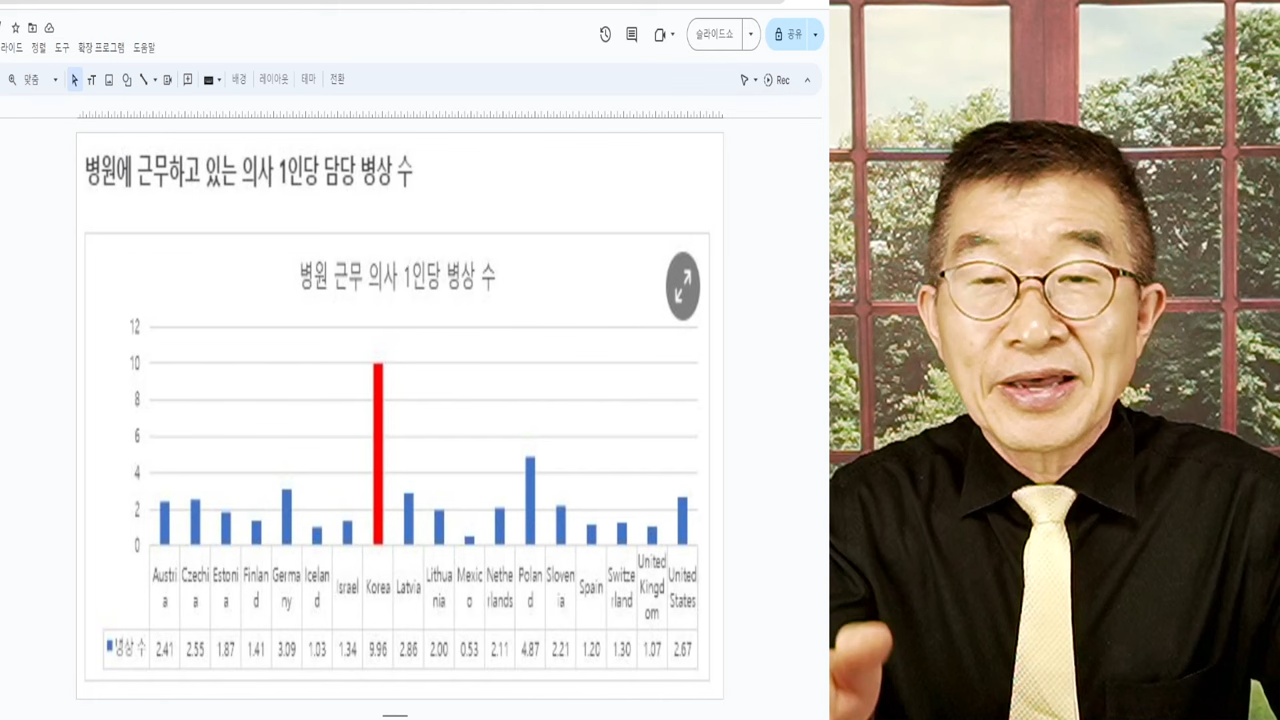 라이드 정렬 도구 확장 프로그램 도움말
슬라이드쇼
공유
맞춤
배경 레이아웃 테마 전환
Rec
병원에 근무하고 있는 의사 1인당 담당 병상 수
병원 근무 의사 1인당 병상 수
12
10
8
6
4
2
0
Austria Czechia Estonia Finland Germany Iceland Israel Korea Latvia Lithuania Mexico Netherlands Poland Slovenia Spain Switzerland United Kingdom United States
병상 수 2.41 2.55 1.87 1.41 3.09 1.03 1.34 9.96 2.86 2.00 0.53 2.11 4.87 2.21 1.20 1.30 1.07 2.67